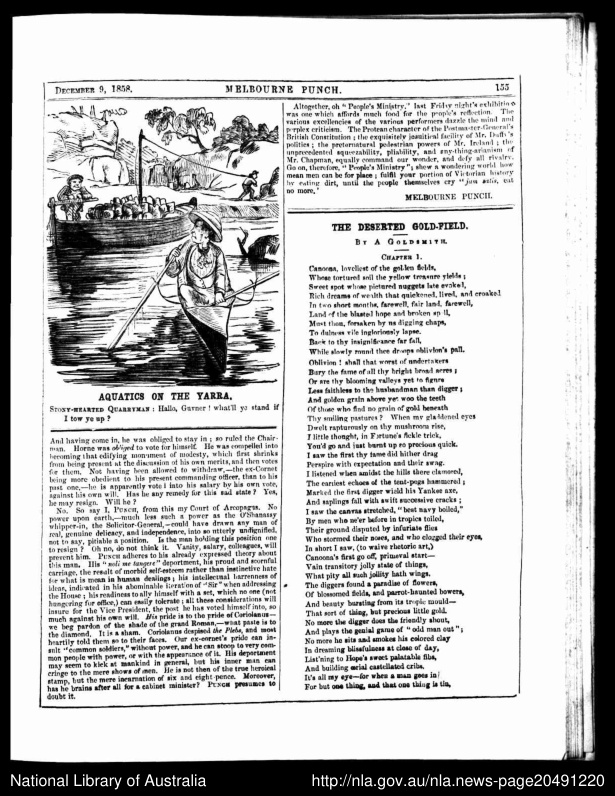 DECEMBER 9, 1858.
MELBOURNE PUNCH.
155
AQUATICS ON THE YARRA.
STONY-HEARTED QUARRYMAN: Hallo, Guvner! what'll ye stand if
I tow ye up?
And having come in, he was obliged to stay in; so ruled the Chair-
man. Horne was obliged to vote for himself. He was compelled into
becoming that edifying monument of modesty, which first shrinks
from being present at the discussion of his own merits, and then votes
for them. Not having been allowed to withdraw,—the ex-Cornet
being more obedient to his present commanding officer, than to his
past one,—he is apparently voted into his salary by his own vote,
against his own will. Has he any remedy for this sad state? Yes,
he may resign. Will he?
No. So say I, PUNCH, from this my Court of Areopagus. No
power upon earth,—much less such a power as the O'Shanassy
whipper-in, the Solicitor-General,—could have drawn any man of
real, genuine delicacy, and independence, into so utterly undignified,
not to say, pitiable a position. Is the man holding this position one
to resign? Oh no, do not think it. Vanity, salary, colleagues, will
prevent him. PUNCH adheres to his already expressed theory about
this man. His "noli me tangere" department, his proud and scornful
carriage, the result of morbid self-esteem rather than instinctive hate
for what is mean in human dealings; his intellectual barrenness of
ideas, indicated in his abominable iteration of "Sir" when addressing
the House; his readiness to ally himself with a set, which no one (not
hungering for office,) can easily tolerate; all these considerations will
insure for the Vice President, the post he has voted himself into, so
much against his own will. His pride is to the pride of Coriolanus—
we beg pardon of the shade of the grand Roman,—what paste is to
the diamond. It is a sham. Coriolanus despised the Plebs, and most
heartily told them so to their faces. Our ex-cornet's pride can in-
sult "common soldiers," without power, and he can stoop to very com-
mon people with power, or with the appearance of it. His deportment
may seem to kick at mankind in general, but his inner man can
cringe to the mere shows of men. He is not then of the true heroical
stamp, but the mere incarnation of six and eight-pence. Moreover,
has he brains after all for a cabinet minister? PUNCH presumes to
doubt it.
Altogether, oh "People's Ministry," last Friday night's exhibition
was one which affords much food for the people's reflection. The
various excellencies of the various performers dazzle the mind and
perplex criticism. The Protean character of the Postmaster-General's
British Constitution; the exquisitely jesuitical facility of Mr. Duffy's
politics; the preternatural pedestrian powers of Mr. Ireland; the
unprecedented squeezability, pliability, and any-thing-arianism of
Mr. Chapman, equally command our wonder, and defy all rivalry.
Go on, therefore, "People's Ministry"; shew a wondering world how
mean men can be for place; fulfil your portion of Victorian history
by eating dirt, until the people themselves cry "jam satis, eat
no more."
MELBOURNE PUNCH.
THE DESERTED GOLD-FIELD.
BY A GOLDSMITH.
CHAPTER 1.
Canoona, loveliest of the golden fields,
Whose tortured soil the yellow treasure yields;
Sweet spot whose pictured nuggets late evoked,
Rich dreams of wealth that quickened, lived, and croaked
In two short months, farewell, fair land, farewell,
Land of the blasted hope and broken spell,
Must thou, forsaken by us digging chaps,
To dulness vile ingloriously lapse.
Back to thy insignificance far fall,
While slowly round thee droops oblivion's pall.
Oblivion! shall that worst of undertakers
Bury the fame of all thy bright broad acres;
Or are thy blooming valleys yet to figure
Less faithless to the husbandman than digger;
And golden grain above yet woo the teeth
Of those who find no grain of gold beneath
Thy smiling pastures? When my gladdened eyes
Dwelt rapturously on thy mushroom rise,
I little thought, in Fortune's fickle trick,
You'd go and just burnt up so precious quick.
I saw the first thy fame did hither drag
Perspire with expectation and their swag.
I listened when amidst the hills there clamored,
The earliest echoes of the tent-pegs hammered;
Marked the first digger wield his Yankee axe,
And saplings fall with swift successive cracks;
I saw the canvas stretched, "best navy boiled,"
By men who ne'er before in tropics toiled,
Their ground disputed by infuriate flies
Who stormed their noses, and who clogged their eyes,
In short I saw, (to waive rhetoric art,)
Canoona's first go off, primeval start—
Vain transitory jolly state of things,
What pity all such jollity hath wings.
The diggers found a paradise of flowers,
Of blossomed fields, and parrot-haunted bowers,
And beauty bursting from its tropic mould—
That sort of thing, but precious little gold.
No more the digger does the friendly shout,
And plays the genial game of "old man out";
No more he sits and smokes his colored clay
In dreaming blissfulness at close of day,
List'ning to Hope's sweet palatable fibs,
And building aerial castellated cribs.
It's all my eye—for when a man goes in
For but one thing, and that one thing is tin,
National Library of Australia
http://nla.gov.au/nla.news-page20491220